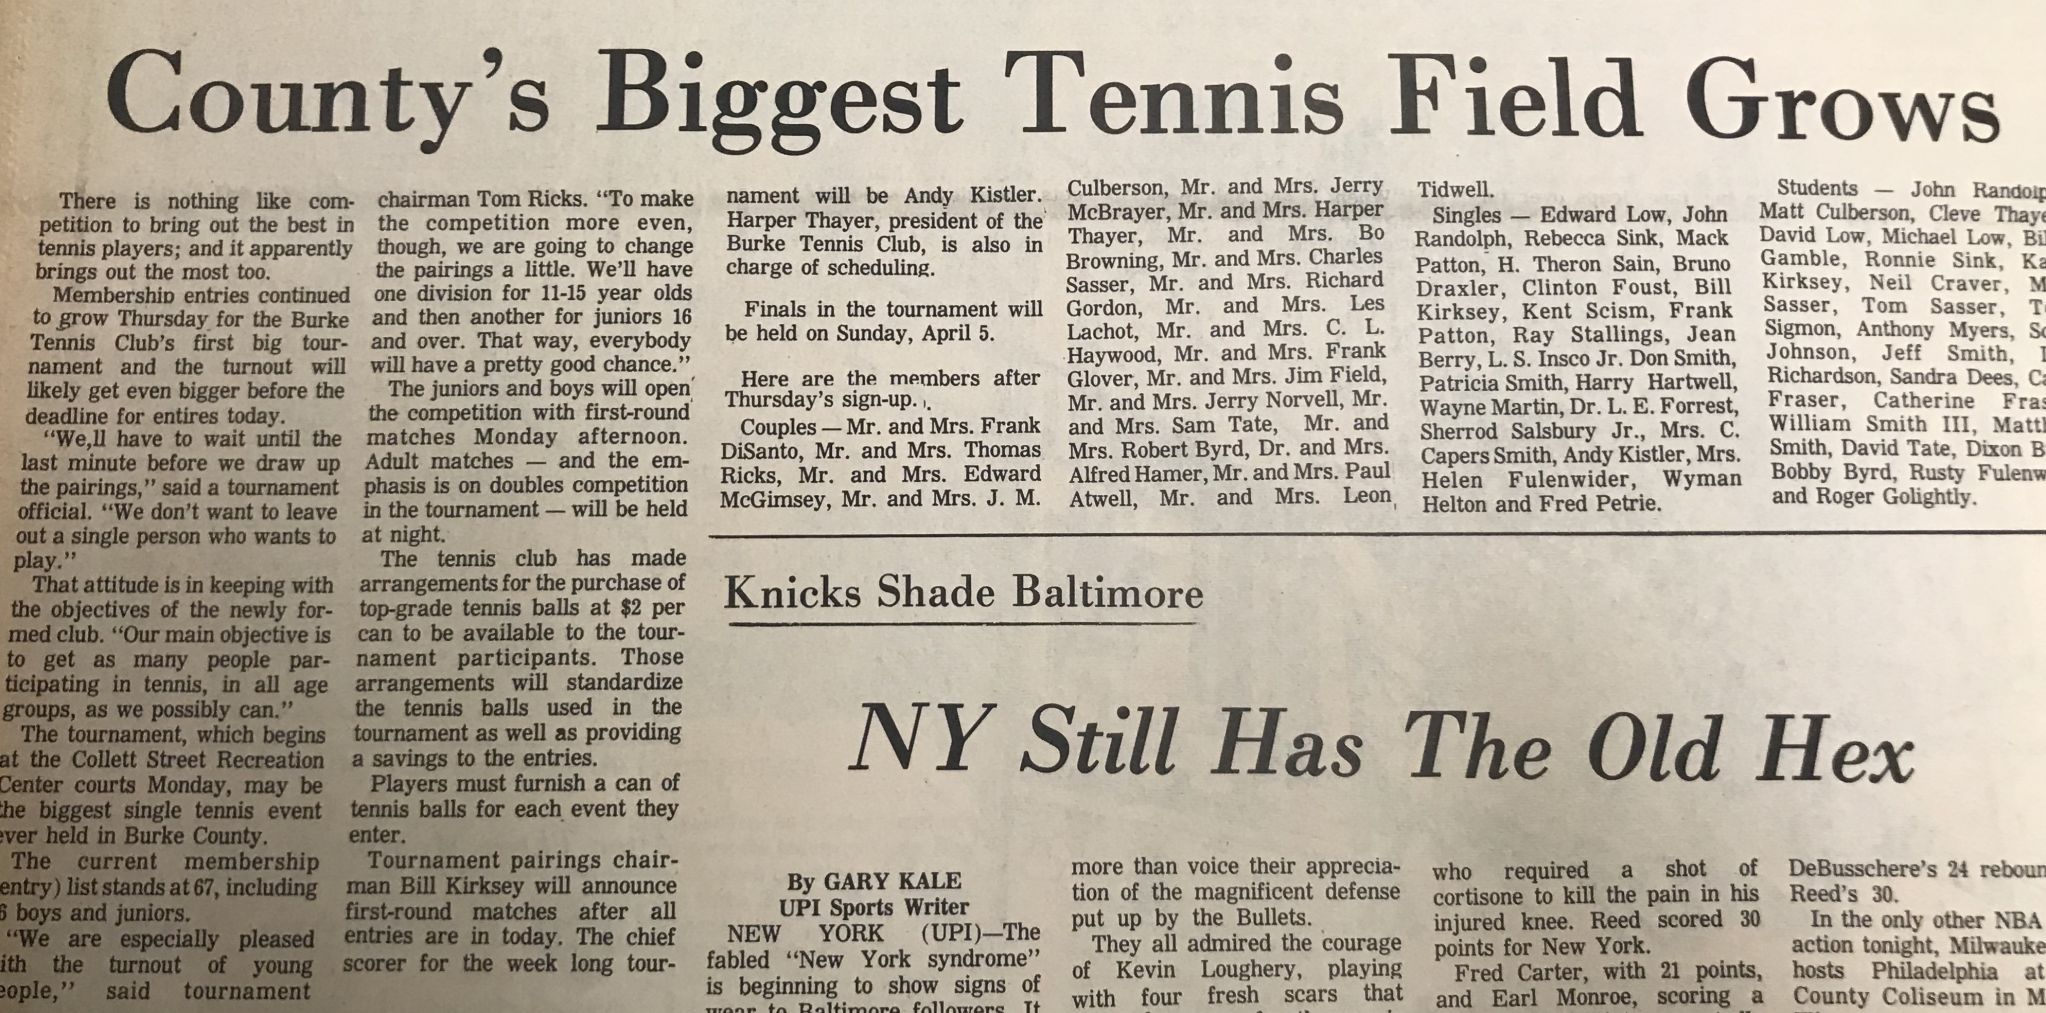 County's Biggest Tennis Field Grows
There is nothing like com-
petition to bring out the best in
tennis players; and it apparently
brings out the most too.
Membership entries continued
to grow Thursday for the Burke
Tennis Club's first big tour-
nament and the turnout will
likely get even bigger before the
deadline for entires today.
"We,ll have to wait until the
last minute before we draw up
the pairings," said a tournament
official. "We don't want to leave
out a single person who wants to
play."
That attitude is in keeping with
the objectives of the newly for-
med club. "Our main objective is
to get as many people par-
ticipating in tennis, in all age
groups, as we possibly can."
The tournament, which begins
at the Collett Street Recreation
Center courts Monday, may be
the biggest single tennis event
ever held in Burke County.
The current membership
entry) list stands at 67, including
boys and juniors.
"We are especially pleased
ith the turnout of young
eople," said tournament
chairman Tom Ricks. "To make
the competition more even,
though, we are going to change
the pairings a little. We'll have
one division for 11-15 year olds
and then another for juniors 16
and over. That way, everybody
will have a pretty good chance."
The juniors and boys will open
the competition with first-round
matches Monday afternoon.
Adult matches — and the em-
phasis is on doubles competition
in the tournament — will be held
at night.
The tennis club has made
arrangements for the purchase of
top-grade tennis balls at $2 per
can to be available to the tour-
nament participants. Those
arrangements will standardize
the tennis balls used in the
tournament as well as providing
a savings to the entries.
Players must furnish a can of
tennis balls for each event they
enter.
Tournament pairings chair-
man Bill Kirksey will announce
first-round matches after all
entries are in today. The chief
scorer for the week long tour-
nament will be Andy Kistler.
Harper Thayer, president of the
Burke Tennis Club, is also in
charge of scheduling.
Finals in the tournament will
be held on Sunday, April 5.
Here are the members after
Thursday's sign-up.
Couples — Mr. and Mrs. Frank
DiSanto, Mr. and Mrs. Thomas
Ricks, Mr. and Mrs. Edward
McGimsey, Mr. and Mrs. J. M.
Culberson, Mr. and Mrs. Jerry
McBrayer, Mr. and Mrs. Harper
Thayer, Mr. and Mrs. Bo
Browning, Mr. and Mrs. Charles
Sasser, Mr. and Mrs. Richard
Gordon, Mr. and Mrs. Les
Lachot, Mr. and Mrs. C. L.
Haywood, Mr. and Mrs. Frank
Glover, Mr. and Mrs. Jim Field,
Mr. and Mrs. Jerry Norvell, Mr.
and Mrs. Sam Tate, Mr. and
Mrs. Robert Byrd, Dr. and Mrs.
Alfred Hamer, Mr. and Mrs. Paul
Atwell, Mr. and Mrs. Leon
Tidwell.
Singles — Edward Low, John
Randolph, Rebecca Sink, Mack
Patton, H. Theron Sain, Bruno
Draxler, Clinton Foust, Bill
Kirksey, Kent Scism, Frank
Patton, Ray Stallings, Jean
Berry, L. S. Insco Jr. Don Smith,
Patricia Smith, Harry Hartwell,
Wayne Martin, Dr. L. E. Forrest,
Sherrod Salsbury Jr., Mrs. C.
Capers Smith, Andy Kistler, Mrs.
Helen Fulenwider, Wyman
Helton and Fred Petrie.
Students — John Randolp
Matt Culberson, Cleve Thaye
David Low, Michael Low, Bi
Gamble, Ronnie Sink, Ka
Kirksey, Neil Craver, M
Sasser, Tom Sasser, T
Sigmon, Anthony Myers, Sc
Johnson, Jeff Smith,
Richardson, Sandra Dees, Ca
Fraser, Catherine Fras
William Smith III, Matth
Smith, David Tate, Dixon B
Bobby Byrd, Rusty Fulenw
and Roger Golightly.
Knicks Shade Baltimore
NY Still Has The Old Hex
By GARY KALE
UPI Sports Writer
NEW YORK (UPI)—The
fabled "New York syndrome"
is beginning to show signs of
wear to Baltimore followers. It
more than voice their apprecia-
tion of the magnificent defense
put up by the Bullets.
They all admired the courage
of Kevin Loughery, playing
with four fresh scars that
who required a shot of
cortisone to kill the pain in his
injured knee. Reed scored 30
points for New York.
Fred Carter, with 21 points,
and Earl Monroe, scoring a
DeBusschere's 24 reboun
Reed's 30.
In the only other NBA
action tonight, Milwauke
hosts Philadelphia at
County Coliseum in M